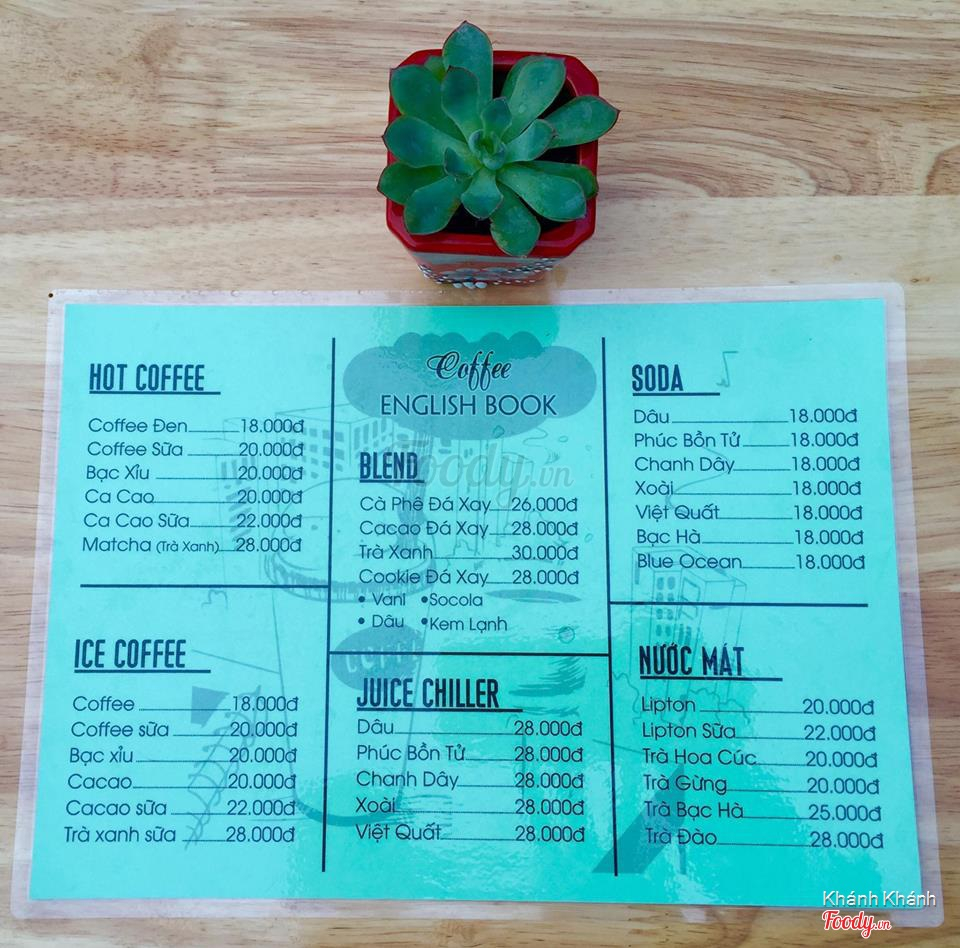 HOT COFFEE
Coffee Đen 18.000đ
Coffee Sữa 20.000đ
Bạc Xỉu 20.000đ
Ca Cao 20.000đ
Ca Cao Sữa 22.000đ
Matcha (Trà Xanh) 28.000đ
ICE COFFEE
Coffee 18.000đ
Coffee sữa 20.000đ
Bạc xỉu 20.000đ
Cacao 20.000đ
Cacao sữa 22.000đ
Trà xanh sữa 28.000đ
Coffee
ENGLISH BOOK
BLEND
Cà Phê Đá Xay 26.000đ
Cacao Đá Xay 28.000đ
Trà Xanh 30.000đ
Cookie Đá Xay 28.000đ
• Vani • Socola
• Dâu • Kem Lạnh
JUICE CHILLER
Dâu 28.000đ
Phúc Bồn Tử 28.000đ
Chanh Dây 28.000đ
Xoài 28.000đ
Việt Quất 28.000đ
SODA
Dâu 18.000đ
Phúc Bồn Tử 18.000đ
Chanh Dây 18.000đ
Xoài 18.000đ
Việt Quất 18.000đ
Bạc Hà 18.000đ
Blue Ocean 18.000đ
NƯỚC MÁT
Lipton 20.000đ
Lipton Sữa 22.000đ
Trà Hoa Cúc 20.000đ
Trà Gừng 20.000đ
Trà Bạc Hà 25.000đ
Trà Đào 28.000đ
Foody.vn
Khánh Khánh
Foody.vn